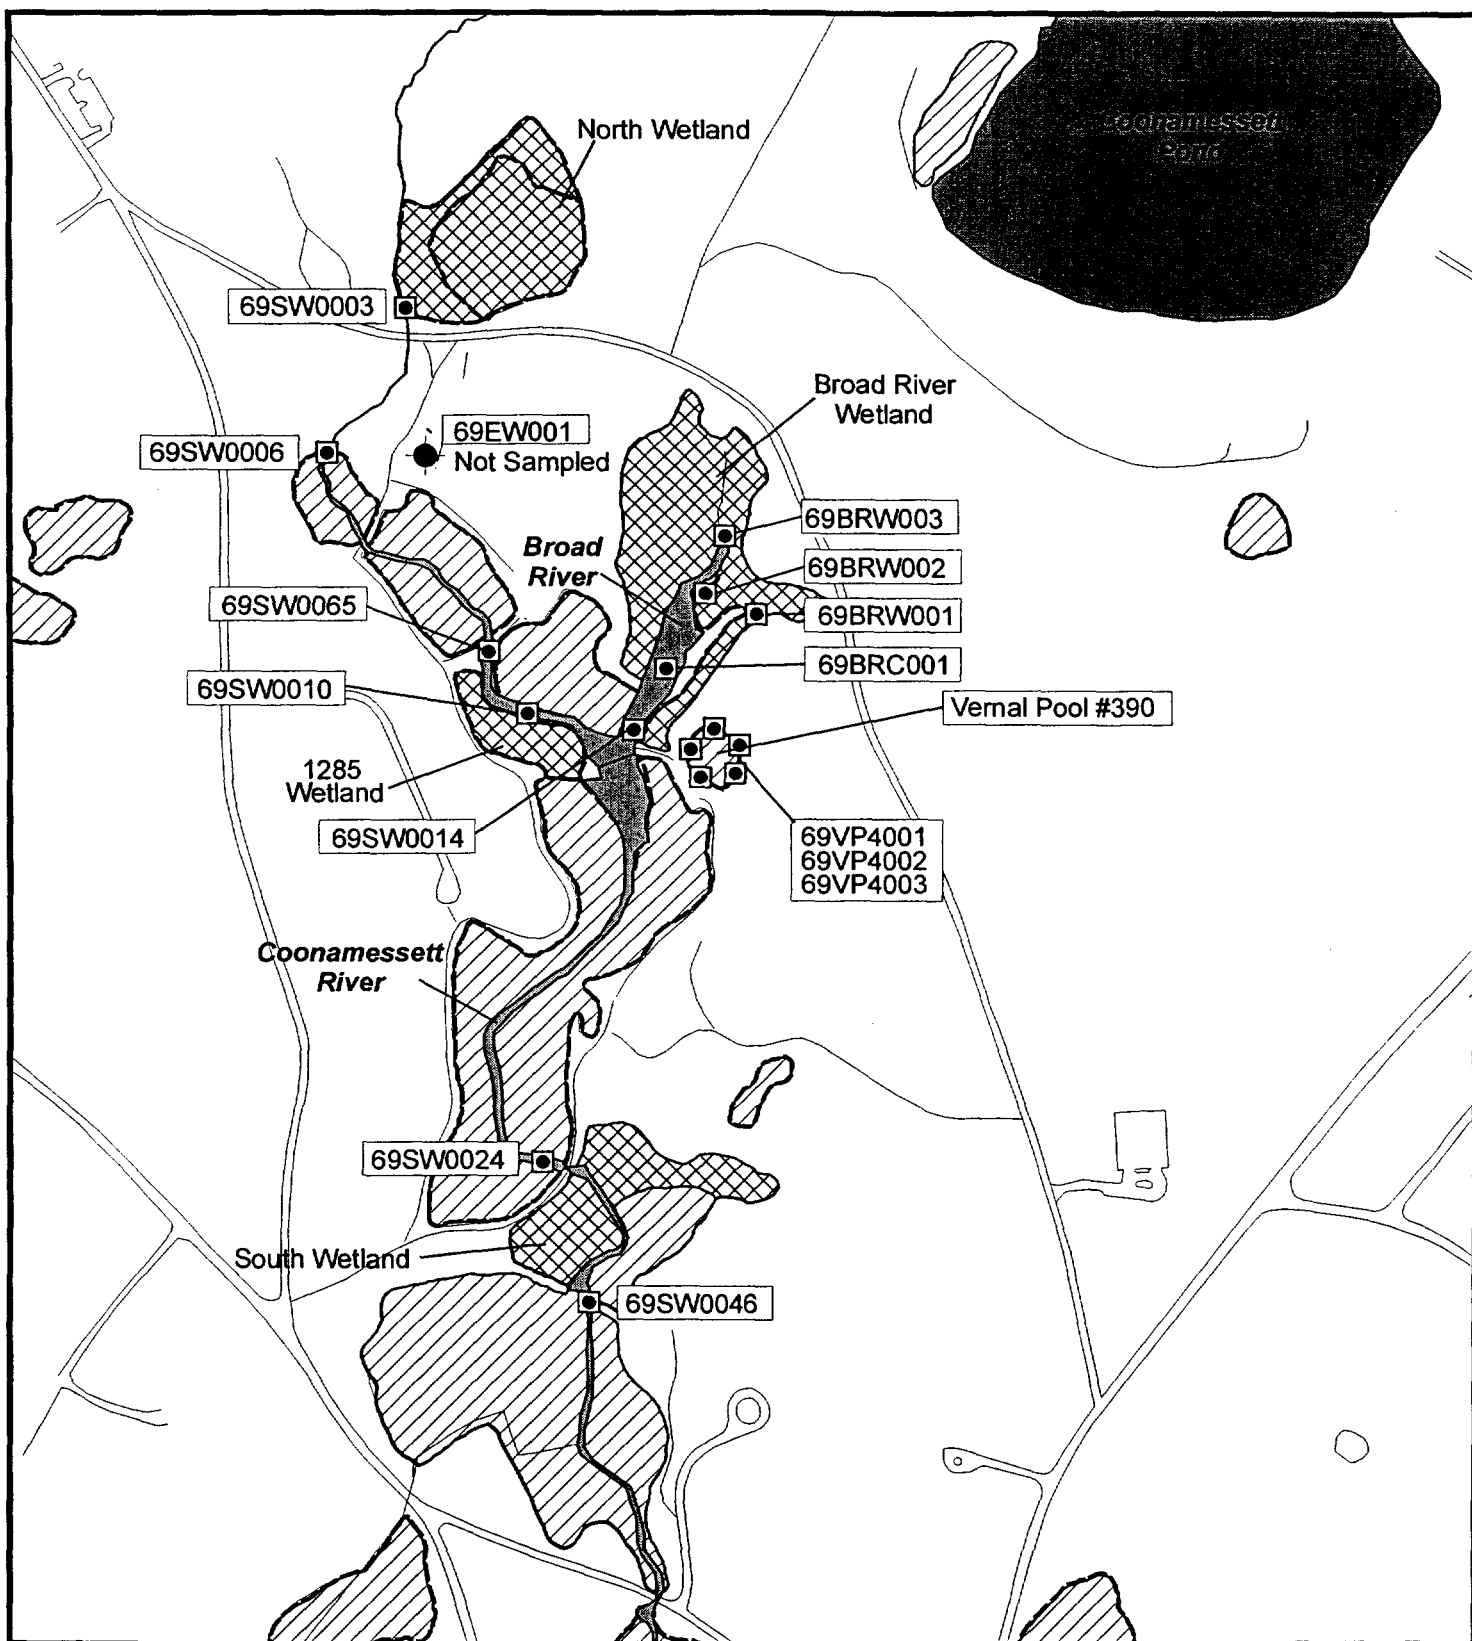 Coonamessett
Pond
North Wetland
69SW0003
Broad River
Wetland
69EW001
Not Sampled
69SW0006
69BRW003
Broad
River
69BRW002
69SW0065
69BRW001
69BRC001
69SW0010
Vernal Pool #390
1285
Wetland
69SW0014
69VP4001
69VP4002
69VP4003
Coonamessett
River
69SW0024
South Wetland
69SW0046